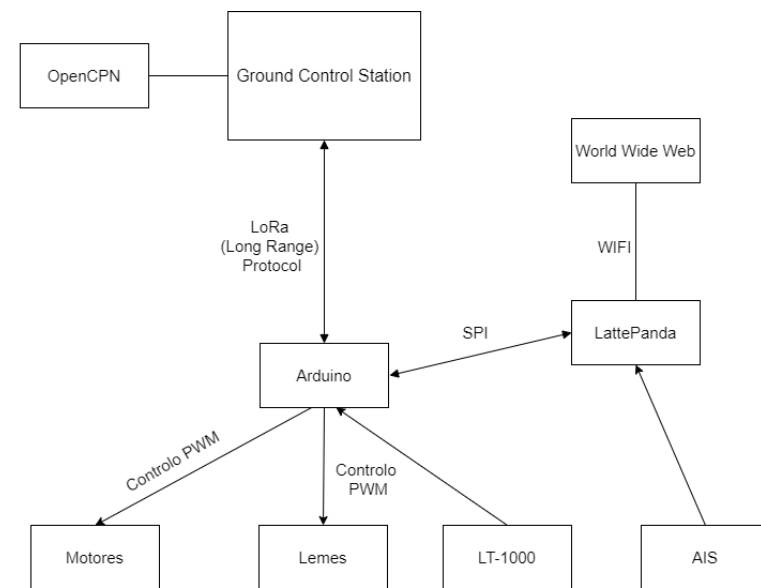 OpenCPN
Ground Control Station
World Wide Web
LoRa
(Long Range)
Protocol
WIFI
SPI
LattePanda
Arduino
Controlo PWM
Controlo
PWM
Motores
Lemes
LT-1000
AIS